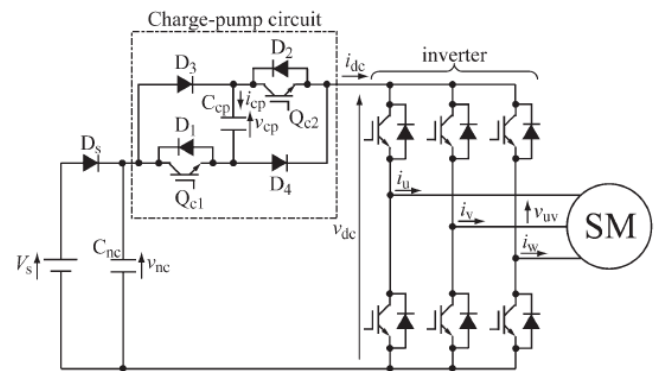 Charge-pump circuit
inverter
D2
idc
D3
Ccp
icp
vcp
Qc2
D1
Ds
D4
Qc1
iu
iv
vuv
SM
vdc
iw
Vs
Cnc
vnc